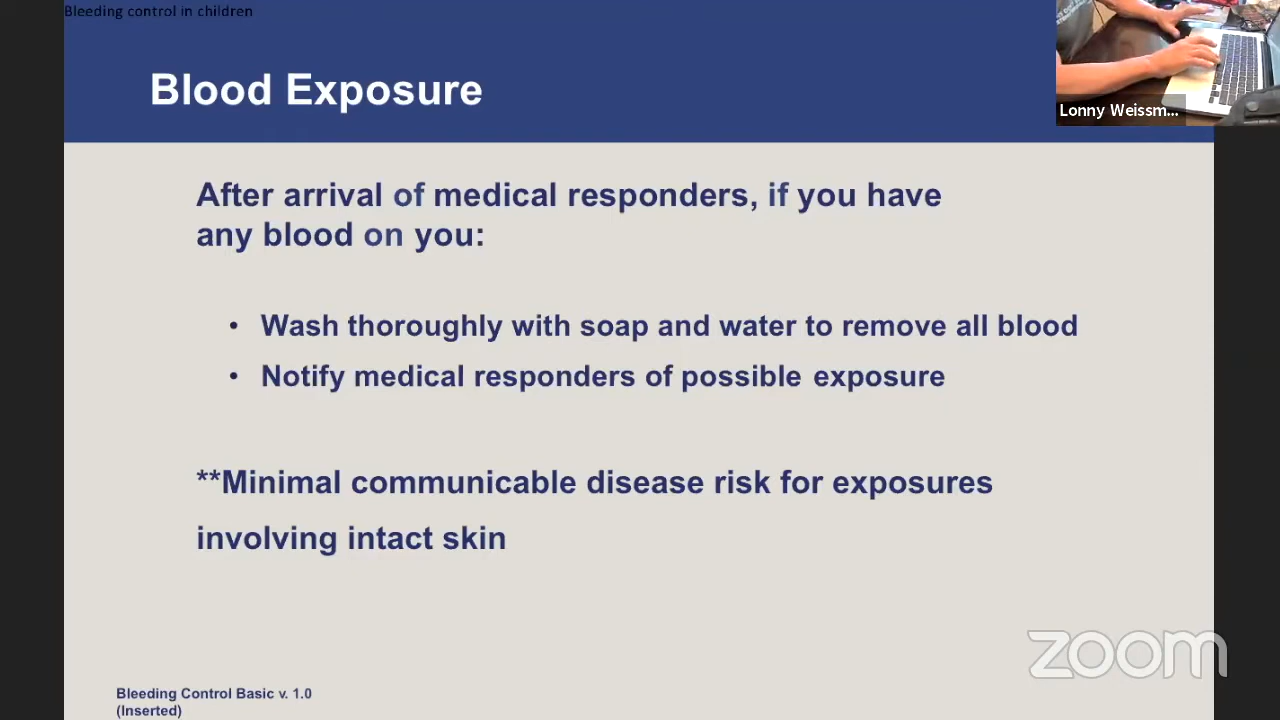 Bleeding control in children
Blood Exposure
Lonny Weissm...
After arrival of medical responders, if you have
any blood on you:
• Wash thoroughly with soap and water to remove all blood
• Notify medical responders of possible exposure
**Minimal communicable disease risk for exposures
involving intact skin
zoom
Bleeding Control Basic v. 1.0
(Inserted)